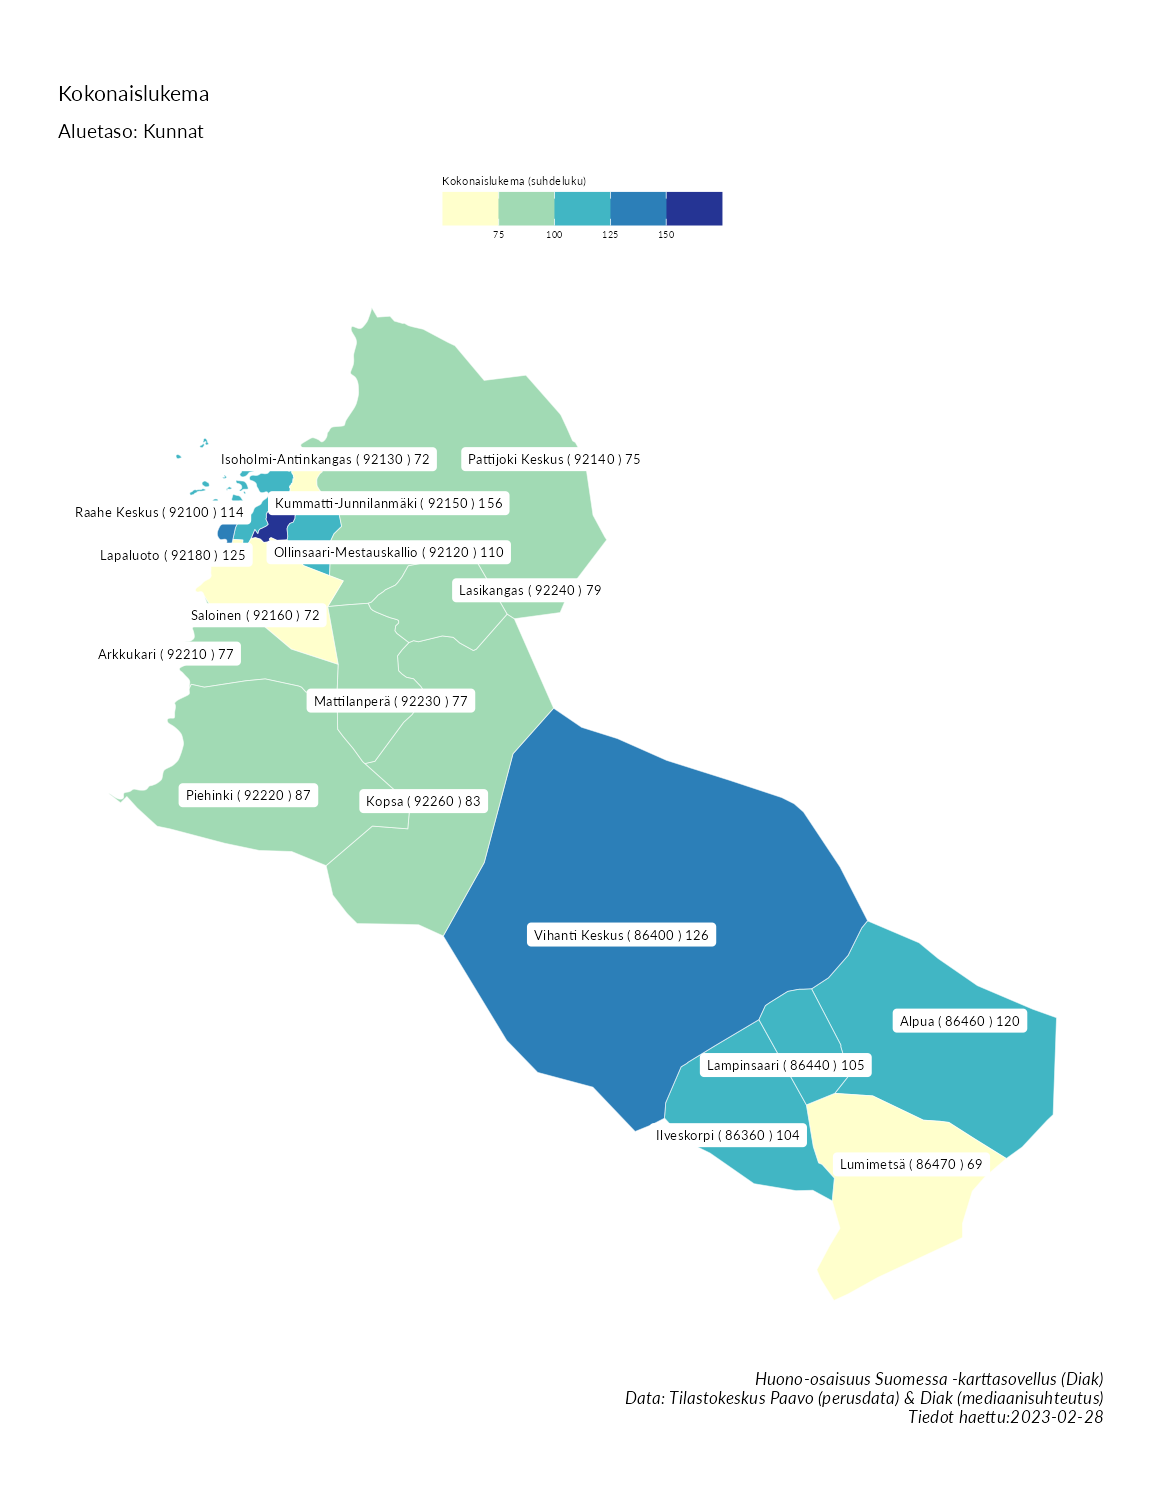 Kokonaislukema
Aluetaso: Kunnat
Kokonaislukema (suhdeluku)
75 100 125 150
Isoholmi-Antinkangas ( 92130 ) 72
Pattijoki Keskus ( 92140 ) 75
Kummatti-Junnilanmäki ( 92150 ) 156
Raahe Keskus ( 92100 ) 114
Ollinsaari-Mestauskallio ( 92120 ) 110
Lapaluoto ( 92180 ) 125
Lasikangas ( 92240 ) 79
Saloinen ( 92160 ) 72
Arkkukari ( 92210 ) 77
Mattilanperä ( 92230 ) 77
Piehinki ( 92220 ) 87
Kopsa ( 92260 ) 83
Vihanti Keskus ( 86400 ) 126
Alpua ( 86460 ) 120
Lampinsaari ( 86440 ) 105
Ilveskorpi ( 86360 ) 104
Lumimetsä ( 86470 ) 69
Huono-osaisuus Suomessa -karttasovellus (Diak)
Data: Tilastokeskus Paavo (perusdata) & Diak (mediaanisuhteutus)
Tiedot haettu:2023-02-28